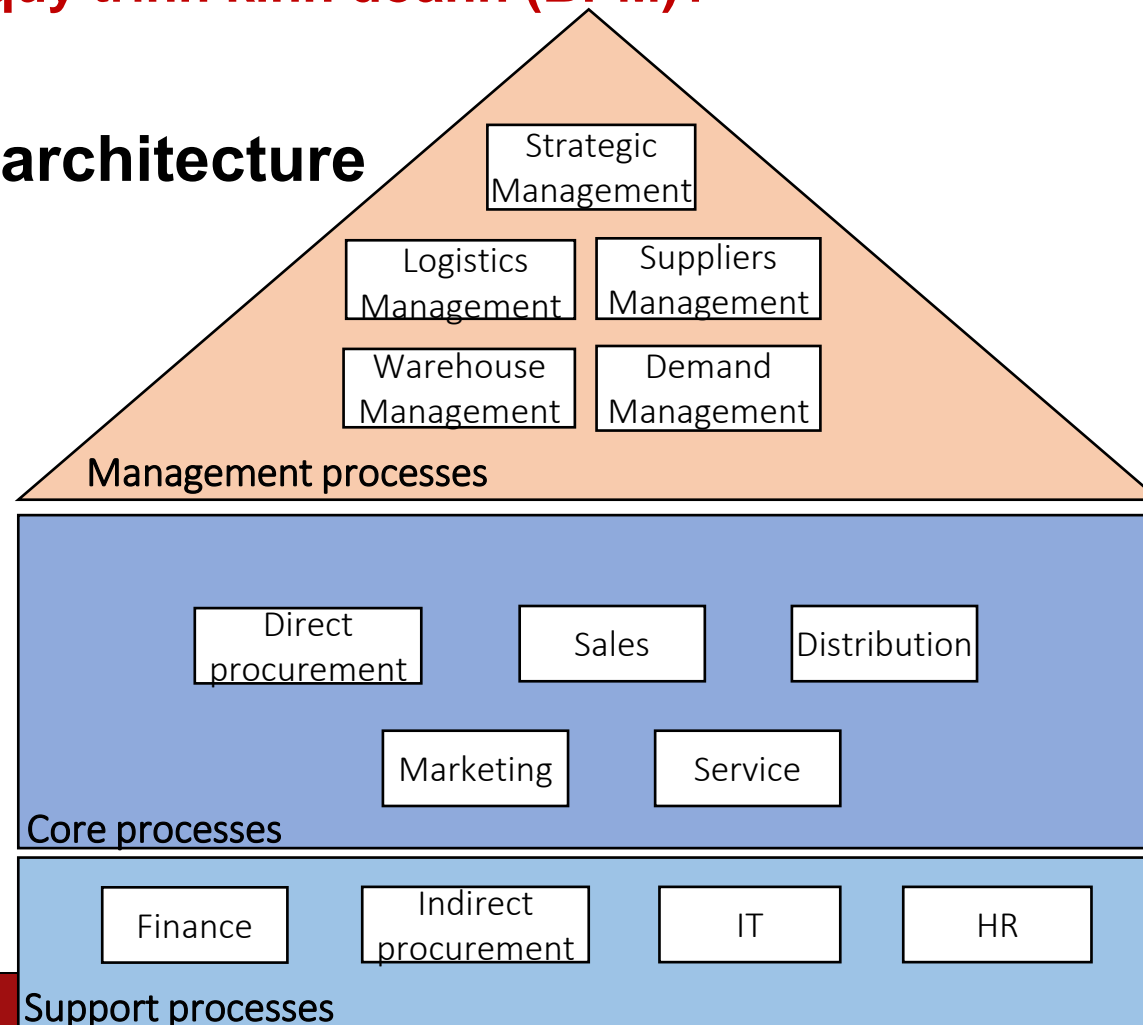 architecture
Strategic
Management
Logistics
Management
Suppliers
Management
Warehouse
Management
Demand
Management
Management processes
Direct
procurement
Sales
Distribution
Marketing
Service
Core processes
Finance
Indirect
procurement
IT
HR
Support processes